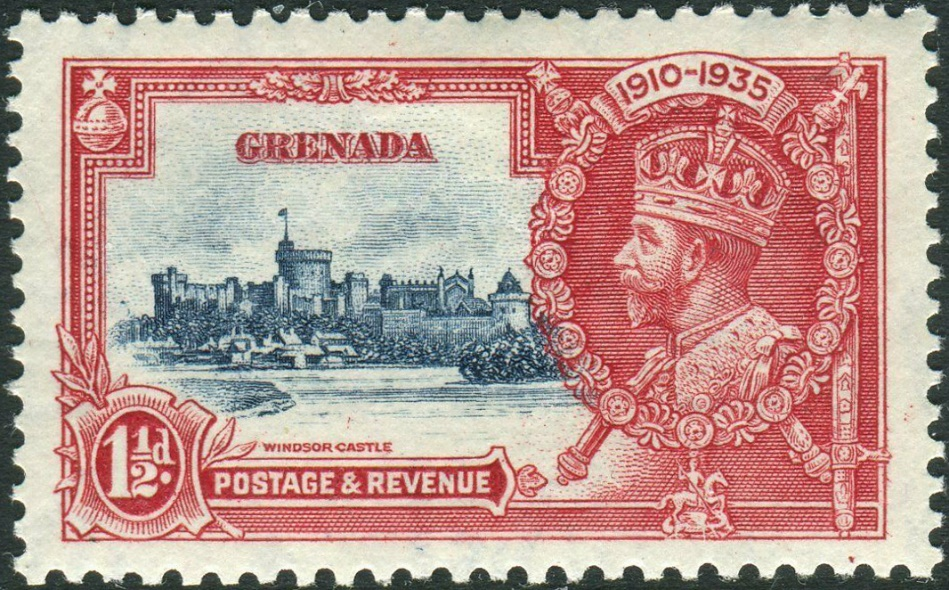 1910-1935
GRENADA
WINDSOR·CASTLE
1½d.
POSTAGE & REVENUE